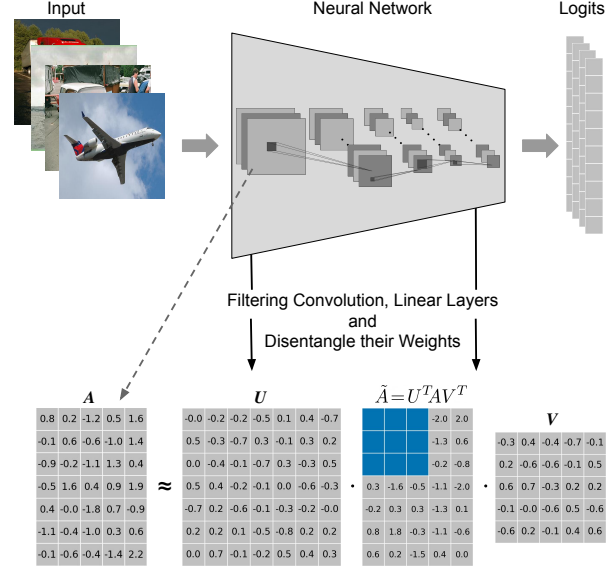 Input Neural Network Logits
Filtering Convolution, Linear Layers
and
Disentangle their Weights
A U Ã=UᵀAVᵀ V
0.8 0.2 -1.2 0.5 1.6
-0.1 0.6 -0.6 -1.0 1.4
-0.9 -0.2 -1.1 1.3 0.4
-0.5 1.6 0.4 0.9 1.9
0.4 -0.0 -1.8 0.7 -0.9
-1.1 -0.4 -1.0 0.3 0.6
-0.1 -0.6 -0.4 -1.4 2.2
≈
-0.0 -0.2 -0.2 -0.5 0.1 0.4 -0.7
0.5 -0.3 -0.7 0.3 -0.1 0.3 0.2
0.0 -0.4 -0.1 -0.7 0.3 -0.3 0.5
0.5 0.4 -0.2 -0.1 0.0 -0.6 -0.3
-0.7 0.2 -0.6 -0.1 -0.3 -0.2 -0.0
0.2 0.2 0.1 -0.5 -0.8 0.2 0.2
0.0 0.7 -0.1 -0.2 0.5 0.4 0.3
·
-2.0 2.0
-1.3 0.6
-0.2 -0.8
0.3 -1.6 -0.5 -1.1 -2.0
-0.2 0.3 0.3 -1.3 0.1
0.8 1.8 -0.3 -1.1 -0.6
0.6 0.2 -1.5 0.4 0.0
·
-0.3 0.4 -0.4 -0.7 -0.1
0.2 -0.6 -0.6 -0.1 0.5
0.6 0.7 -0.3 0.2 0.2
-0.1 -0.0 -0.6 0.5 -0.6
-0.6 0.2 -0.1 0.4 0.6